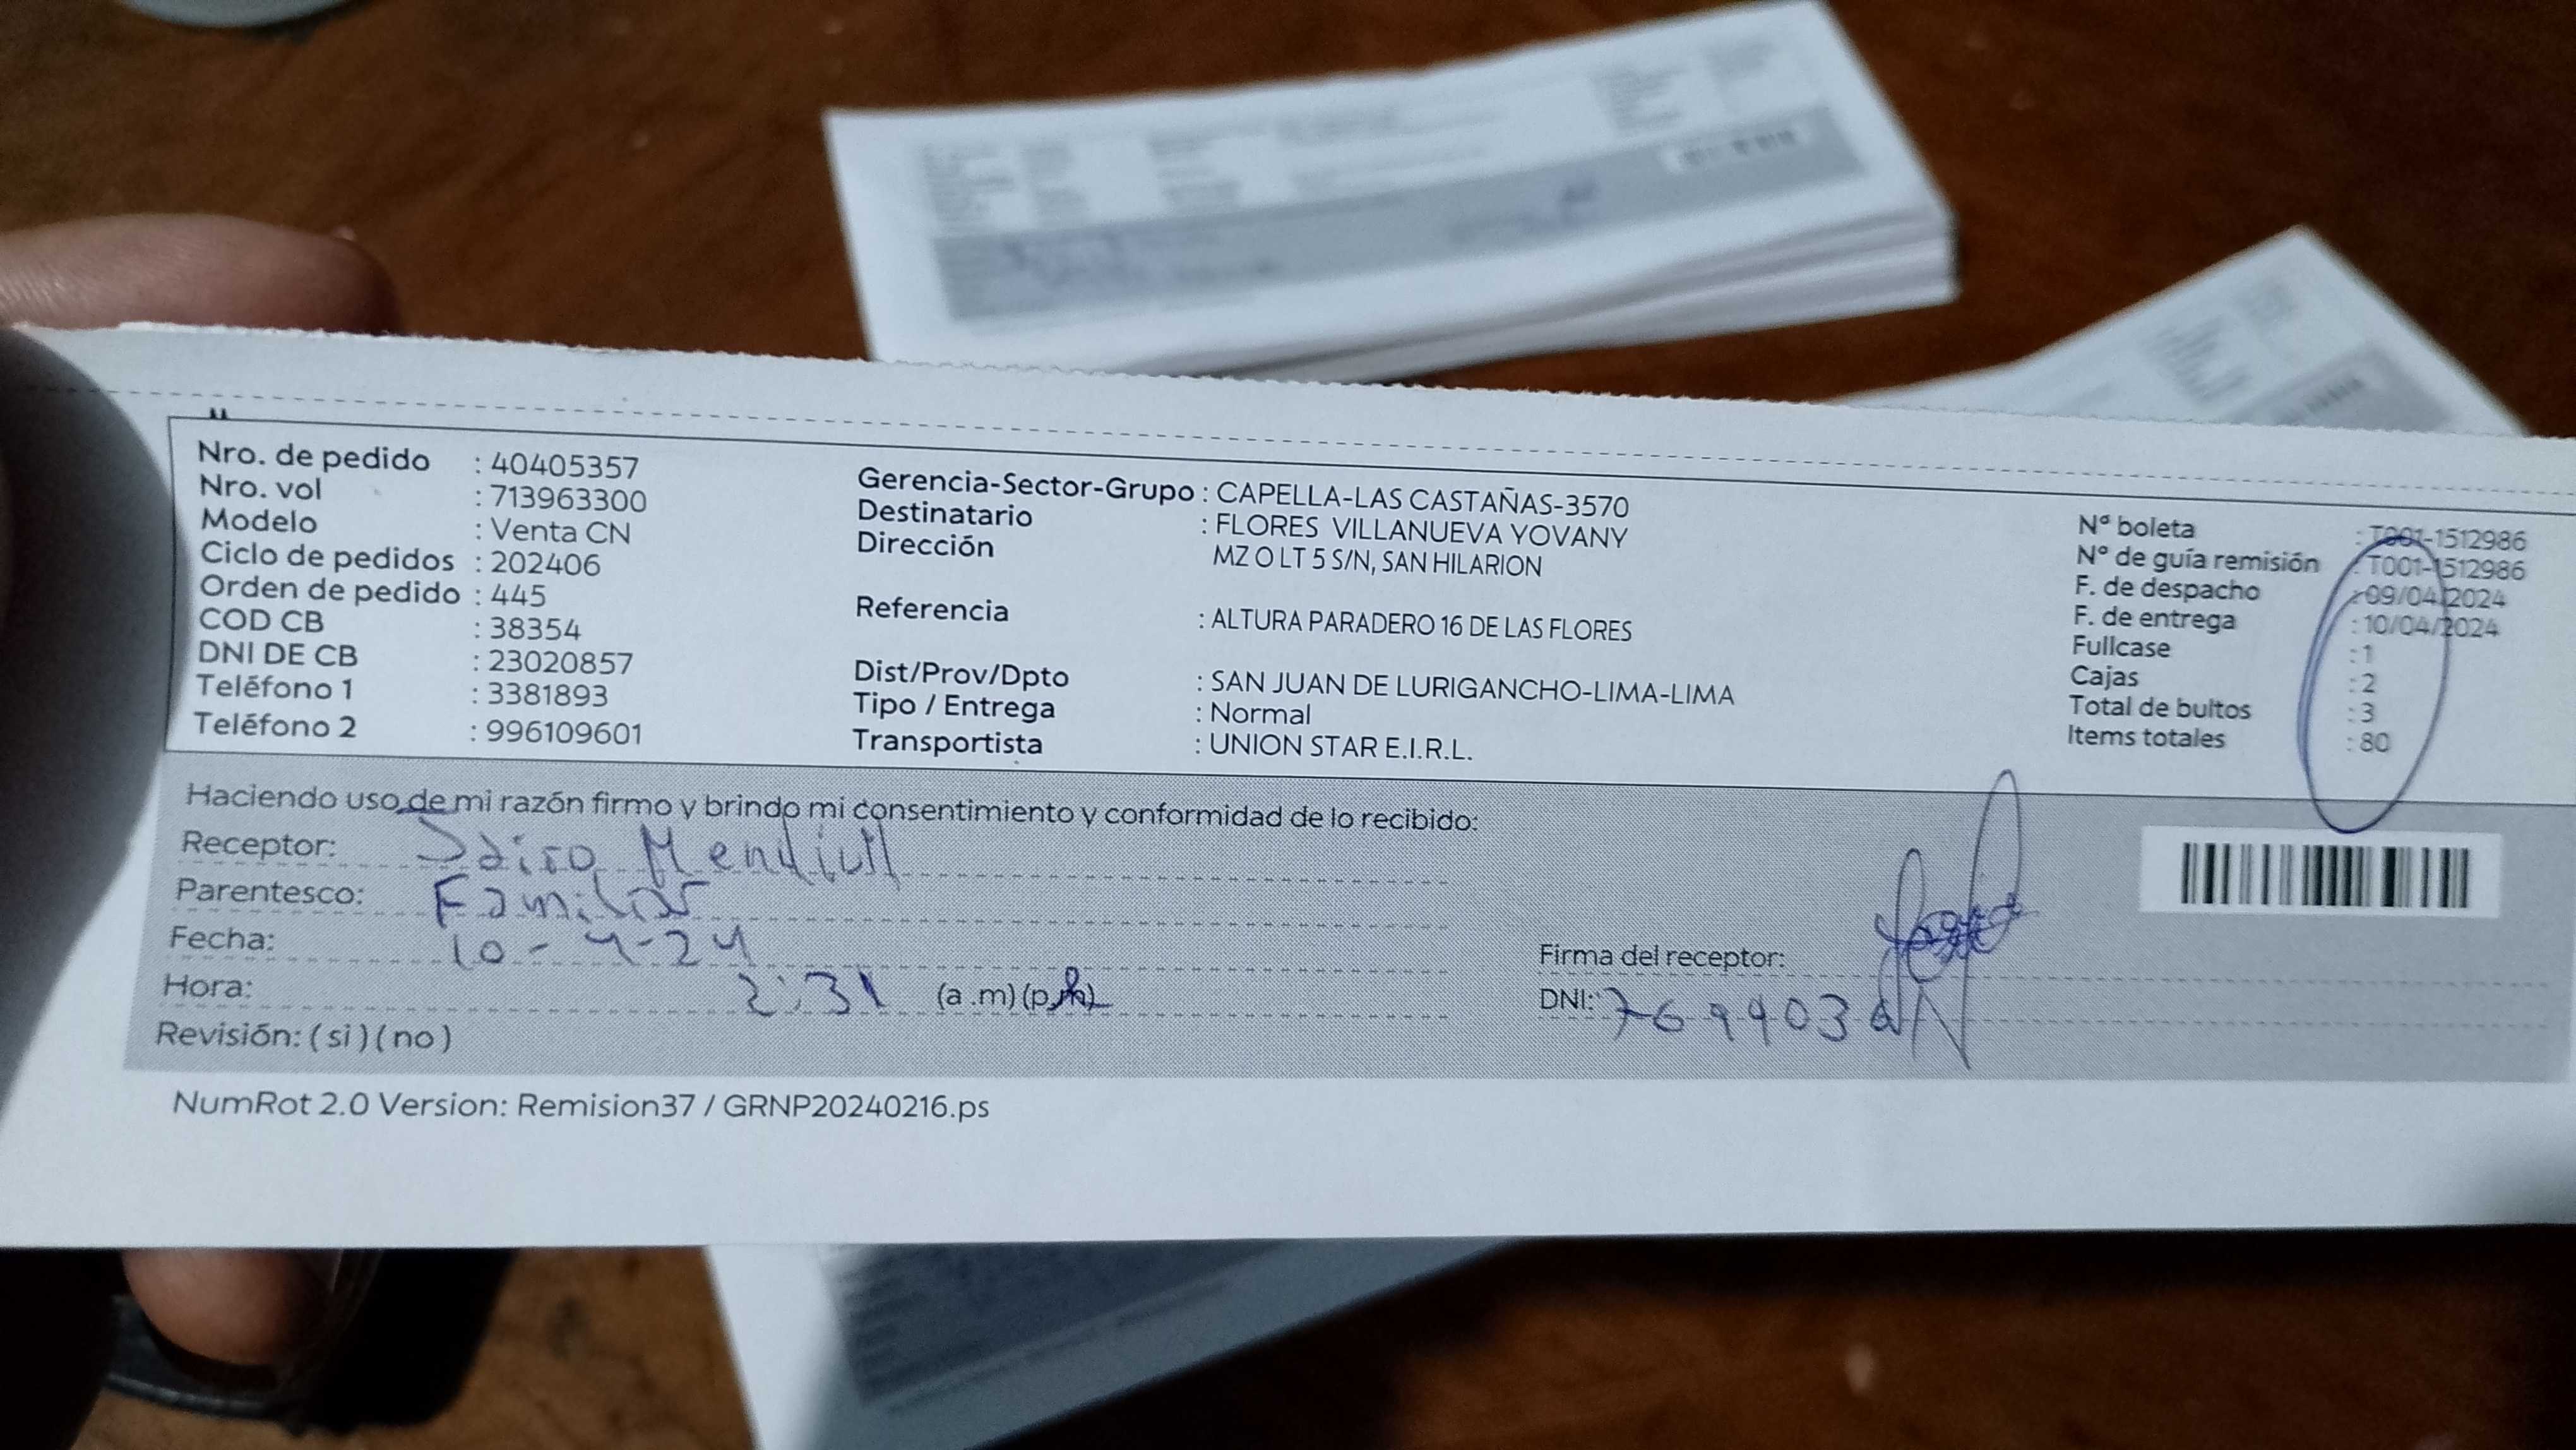 Nro. de pedido : 40405357
Nro. vol : 713963300
Modelo : Venta CN
Ciclo de pedidos : 202406
Orden de pedido : 445
COD CB : 38354
DNI DE CB : 23020857
Teléfono 1 : 3381893
Teléfono 2 : 996109601
Gerencia-Sector-Grupo : CAPELLA-LAS CASTAÑAS-3570
Destinatario : FLORES VILLANUEVA YOVANY
Dirección MZ O LT 5 S/N, SAN HILARION
Referencia : ALTURA PARADERO 16 DE LAS FLORES
Dist/Prov/Dpto : SAN JUAN DE LURIGANCHO-LIMA-LIMA
Tipo / Entrega : Normal
Transportista : UNION STAR E.I.R.L.
Nº boleta : T001-1512986
Nº de guía remisión : T001-1512986
F. de despacho : 09/04/2024
F. de entrega : 10/04/2024
Fullcase : 1
Cajas : 2
Total de bultos : 3
Items totales : 80
Haciendo uso de mi razón firmo y brindo mi consentimiento y conformidad de lo recibido:
Receptor:
Parentesco: Familiar
Fecha: 10-4-24
Hora: 2:31 (a .m) (p.m)
Revisión: ( si ) ( no )
Firma del receptor:
DNI:
NumRot 2.0 Version: Remision37 / GRNP20240216.ps